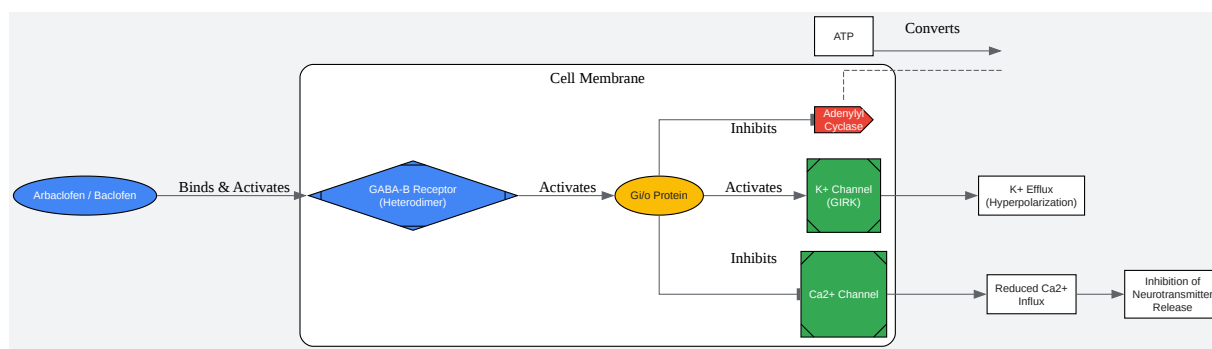 ATP
Converts
Cell Membrane
Adenylyl
Cyclase
Inhibits
Arbaclofen / Baclofen
Binds & Activates
GABA-B Receptor
(Heterodimer)
Activates
Gi/o Protein
Activates
K+ Channel
(GIRK)
K+ Efflux
(Hyperpolarization)
Inhibits
Ca2+ Channel
Reduced Ca2+
Influx
Inhibition of
Neurotransmitter
Release